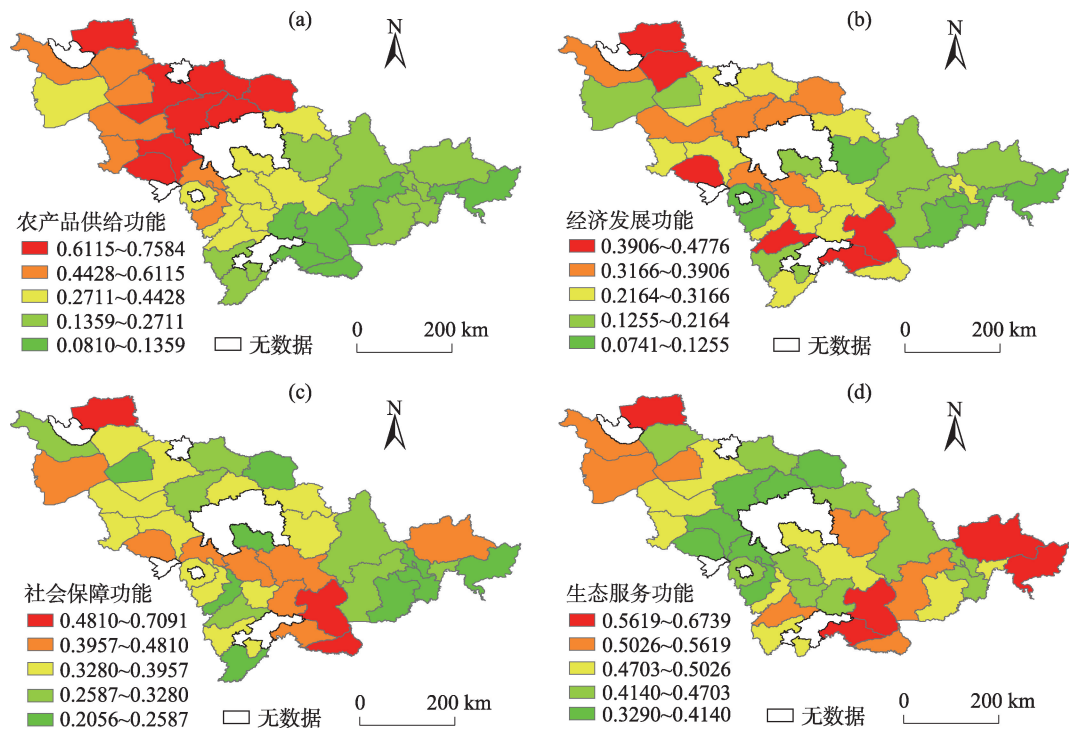 (a)
N
农产品供给功能
0.6115~0.7584
0.4428~0.6115
0.2711~0.4428
0.1359~0.2711
0.0810~0.1359
无数据
0 200 km
(b)
N
经济发展功能
0.3906~0.4776
0.3166~0.3906
0.2164~0.3166
0.1255~0.2164
0.0741~0.1255
无数据
0 200 km
(c)
N
社会保障功能
0.4810~0.7091
0.3957~0.4810
0.3280~0.3957
0.2587~0.3280
0.2056~0.2587
无数据
0 200 km
(d)
N
生态服务功能
0.5619~0.6739
0.5026~0.5619
0.4703~0.5026
0.4140~0.4703
0.3290~0.4140
无数据
0 200 km